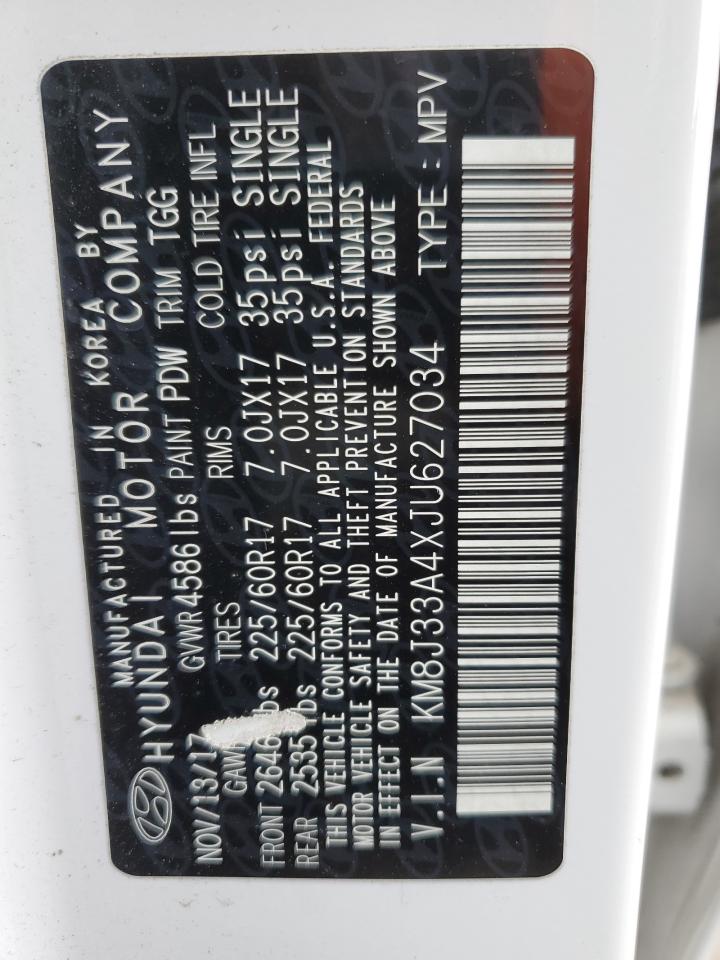 MANUFACTURED IN KOREA BY
HYUNDAI MOTOR COMPANY
NOV/13/17 GVWR 4586 lbs PAINT PDW TRIM TGG
TIRES RIMS COLD TIRE INFL
FRONT 2646 lbs 225/60R17 7.0JX17 35psi SINGLE
REAR 2535 lbs 225/60R17 7.0JX17 35psi SINGLE
THIS VEHICLE CONFORMS TO ALL APPLICABLE U.S.A. FEDERAL
MOTOR VEHICLE SAFETY AND THEFT PREVENTION STANDARDS
IN EFFECT ON THE DATE OF MANUFACTURE SHOWN ABOVE
V.I.N KM8J33A4XJU627034 TYPE : MPV